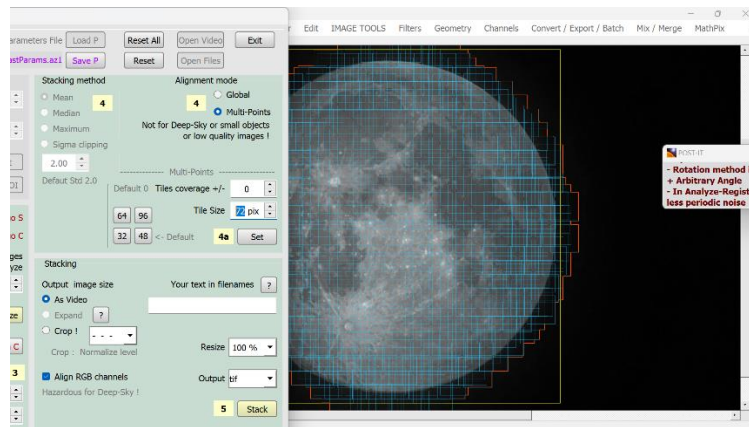 Edit IMAGE TOOLS Filters Geometry Channels Convert / Export / Batch Mix / Merge MathPix
File Load P Reset All Open Video Exit
Save P Reset Open Files
Stacking method Alignment mode
Mean 4 4 Global
Median Multi-Points
Maximum Not for Deep-Sky or small objects
Sigma clipping or low quality images !
2.00
Defaut Std 2.0
Multi-Points
Default 0 Tiles coverage +/- 0
64 96 Tile Size 72 pix
32 48 <- Default 4a Set
Stacking
Output image size Your text in filenames ?
As Video
Expand ?
Crop ! - - -
Crop : Normalize level
Resize 100 %
3
Align RGB channels Output tif
Hazardous for Deep-Sky !
5 Stack
POST-IT
- Rotation method
+ Arbitrary Angle
- In Analyze-Regist
less periodic noise